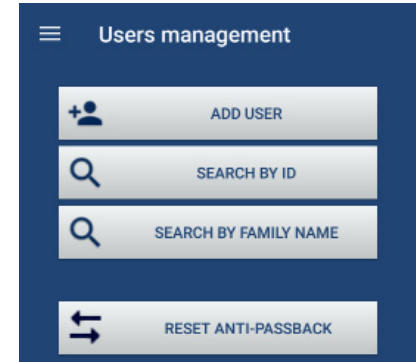 Users management
ADD USER
SEARCH BY ID
SEARCH BY FAMILY NAME
RESET ANTI-PASSBACK